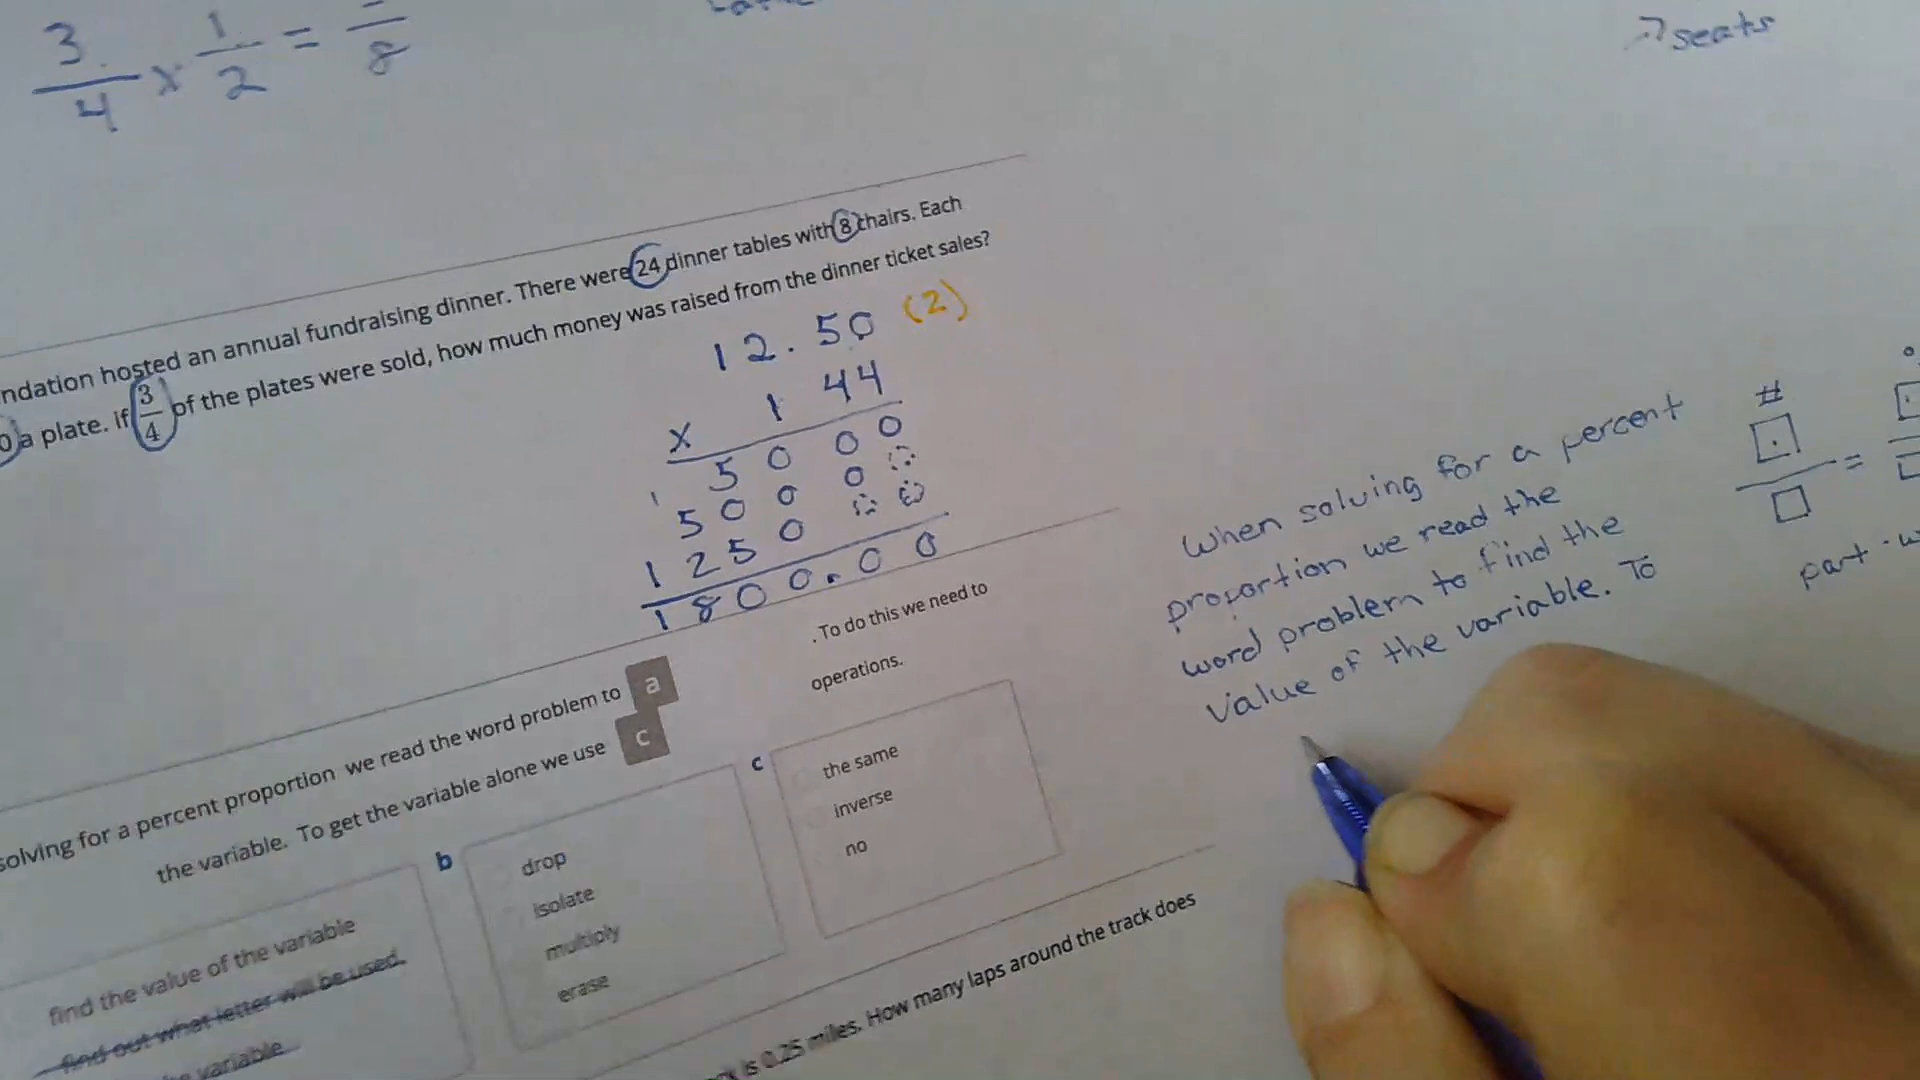 3
4
x
1
2
=
8
seats
ndation hosted an annual fundraising dinner. There were 24 dinner tables with 8 chairs. Each
0 a plate. If 3/4 of the plates were sold, how much money was raised from the dinner ticket sales?
12.50 (2)
x 144
5000
15000
1250
1800.00
solving for a percent proportion we read the word problem to a . To do this we need to
the variable. To get the variable alone we use c operations.
find the value of the variable
find out what letter will be used.
variable
b
drop
isolate
multiply
erase
c
the same
inverse
no
is 0.25 miles. How many laps around the track does
When solving for a percent
proportion we read the
word problem to find the
value of the variable. To
#
=
part